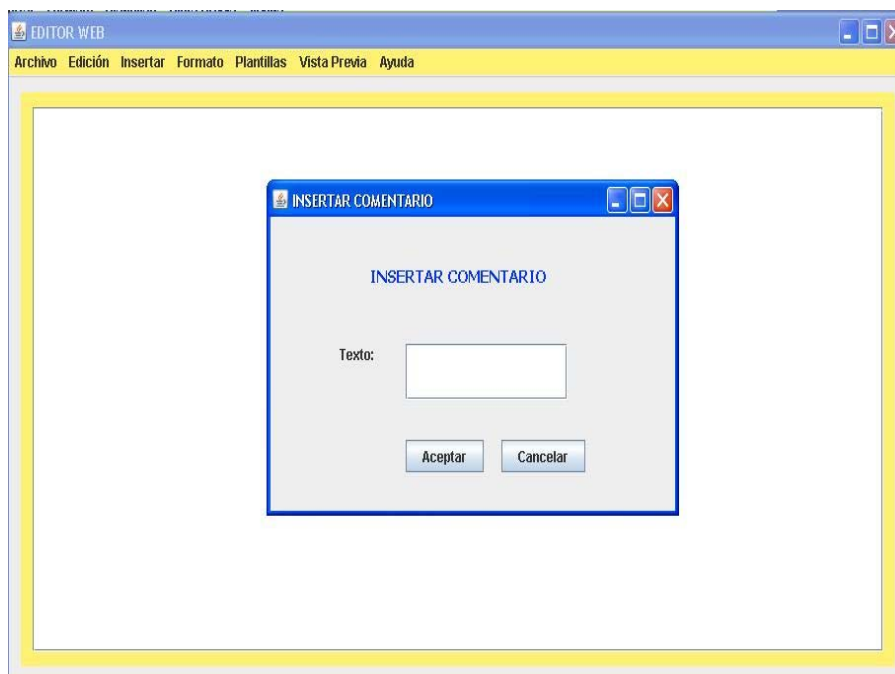 EDITOR WEB
Archivo Edición Insertar Formato Plantillas Vista Previa Ayuda
INSERTAR COMENTARIO
INSERTAR COMENTARIO
Texto:
Aceptar Cancelar